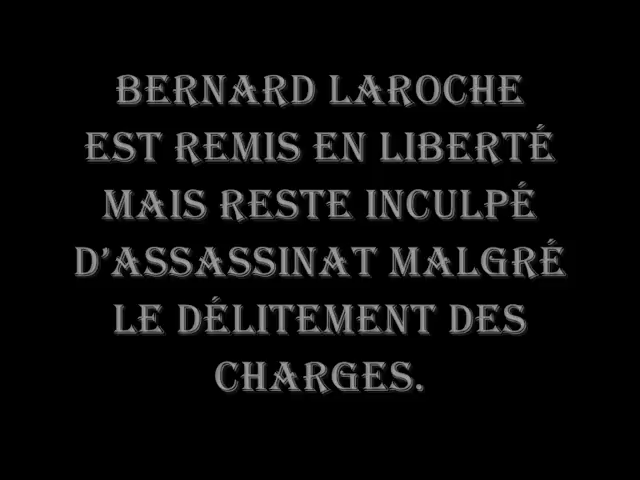 BERNARD LAROCHE
EST REMIS EN LIBERTÉ
MAIS RESTE INCULPÉ
D'ASSASSINAT MALGRÉ
LE DÉLITEMENT DES
CHARGES.